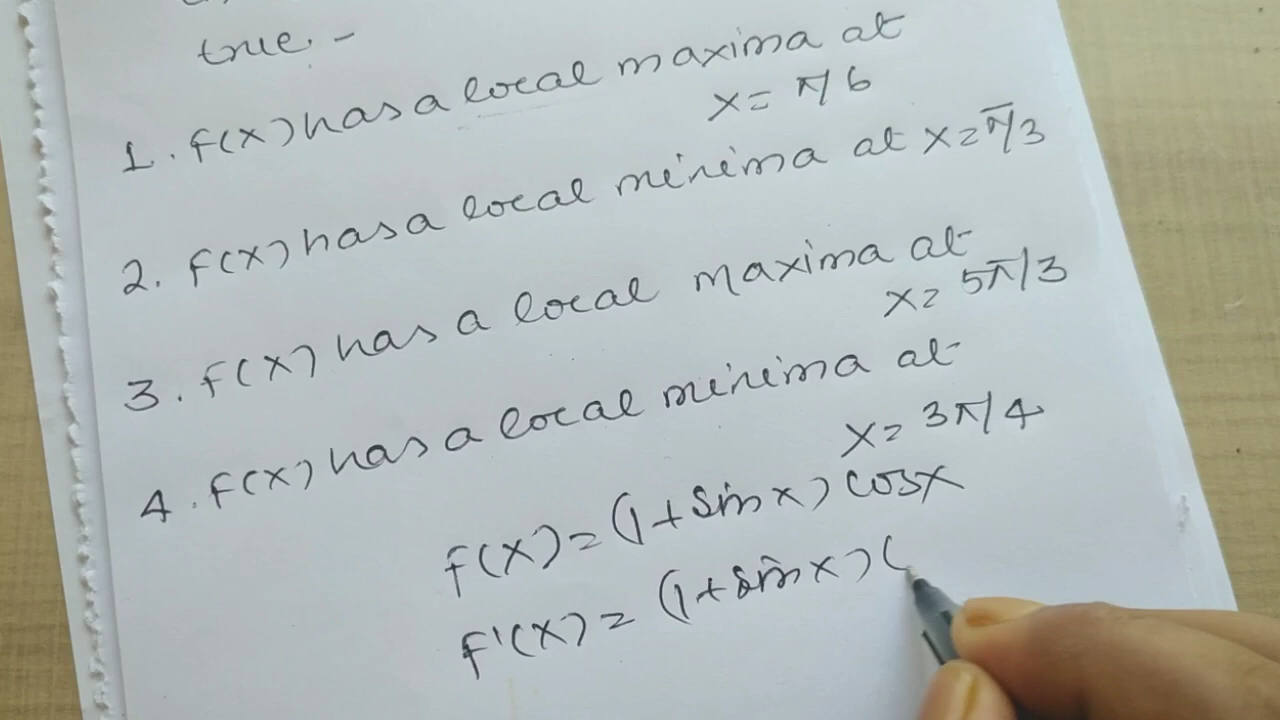 true. -
1. f(x) has a local maxima at
x = π/6
2. f(x) has a local minima at x = π/3
3. f(x) has a local maxima at
x = 5π/3
4. f(x) has a local minima at
x = 3π/4
f(x) = (1 + sin x) cos x
f'(x) = (1 + sin x) (